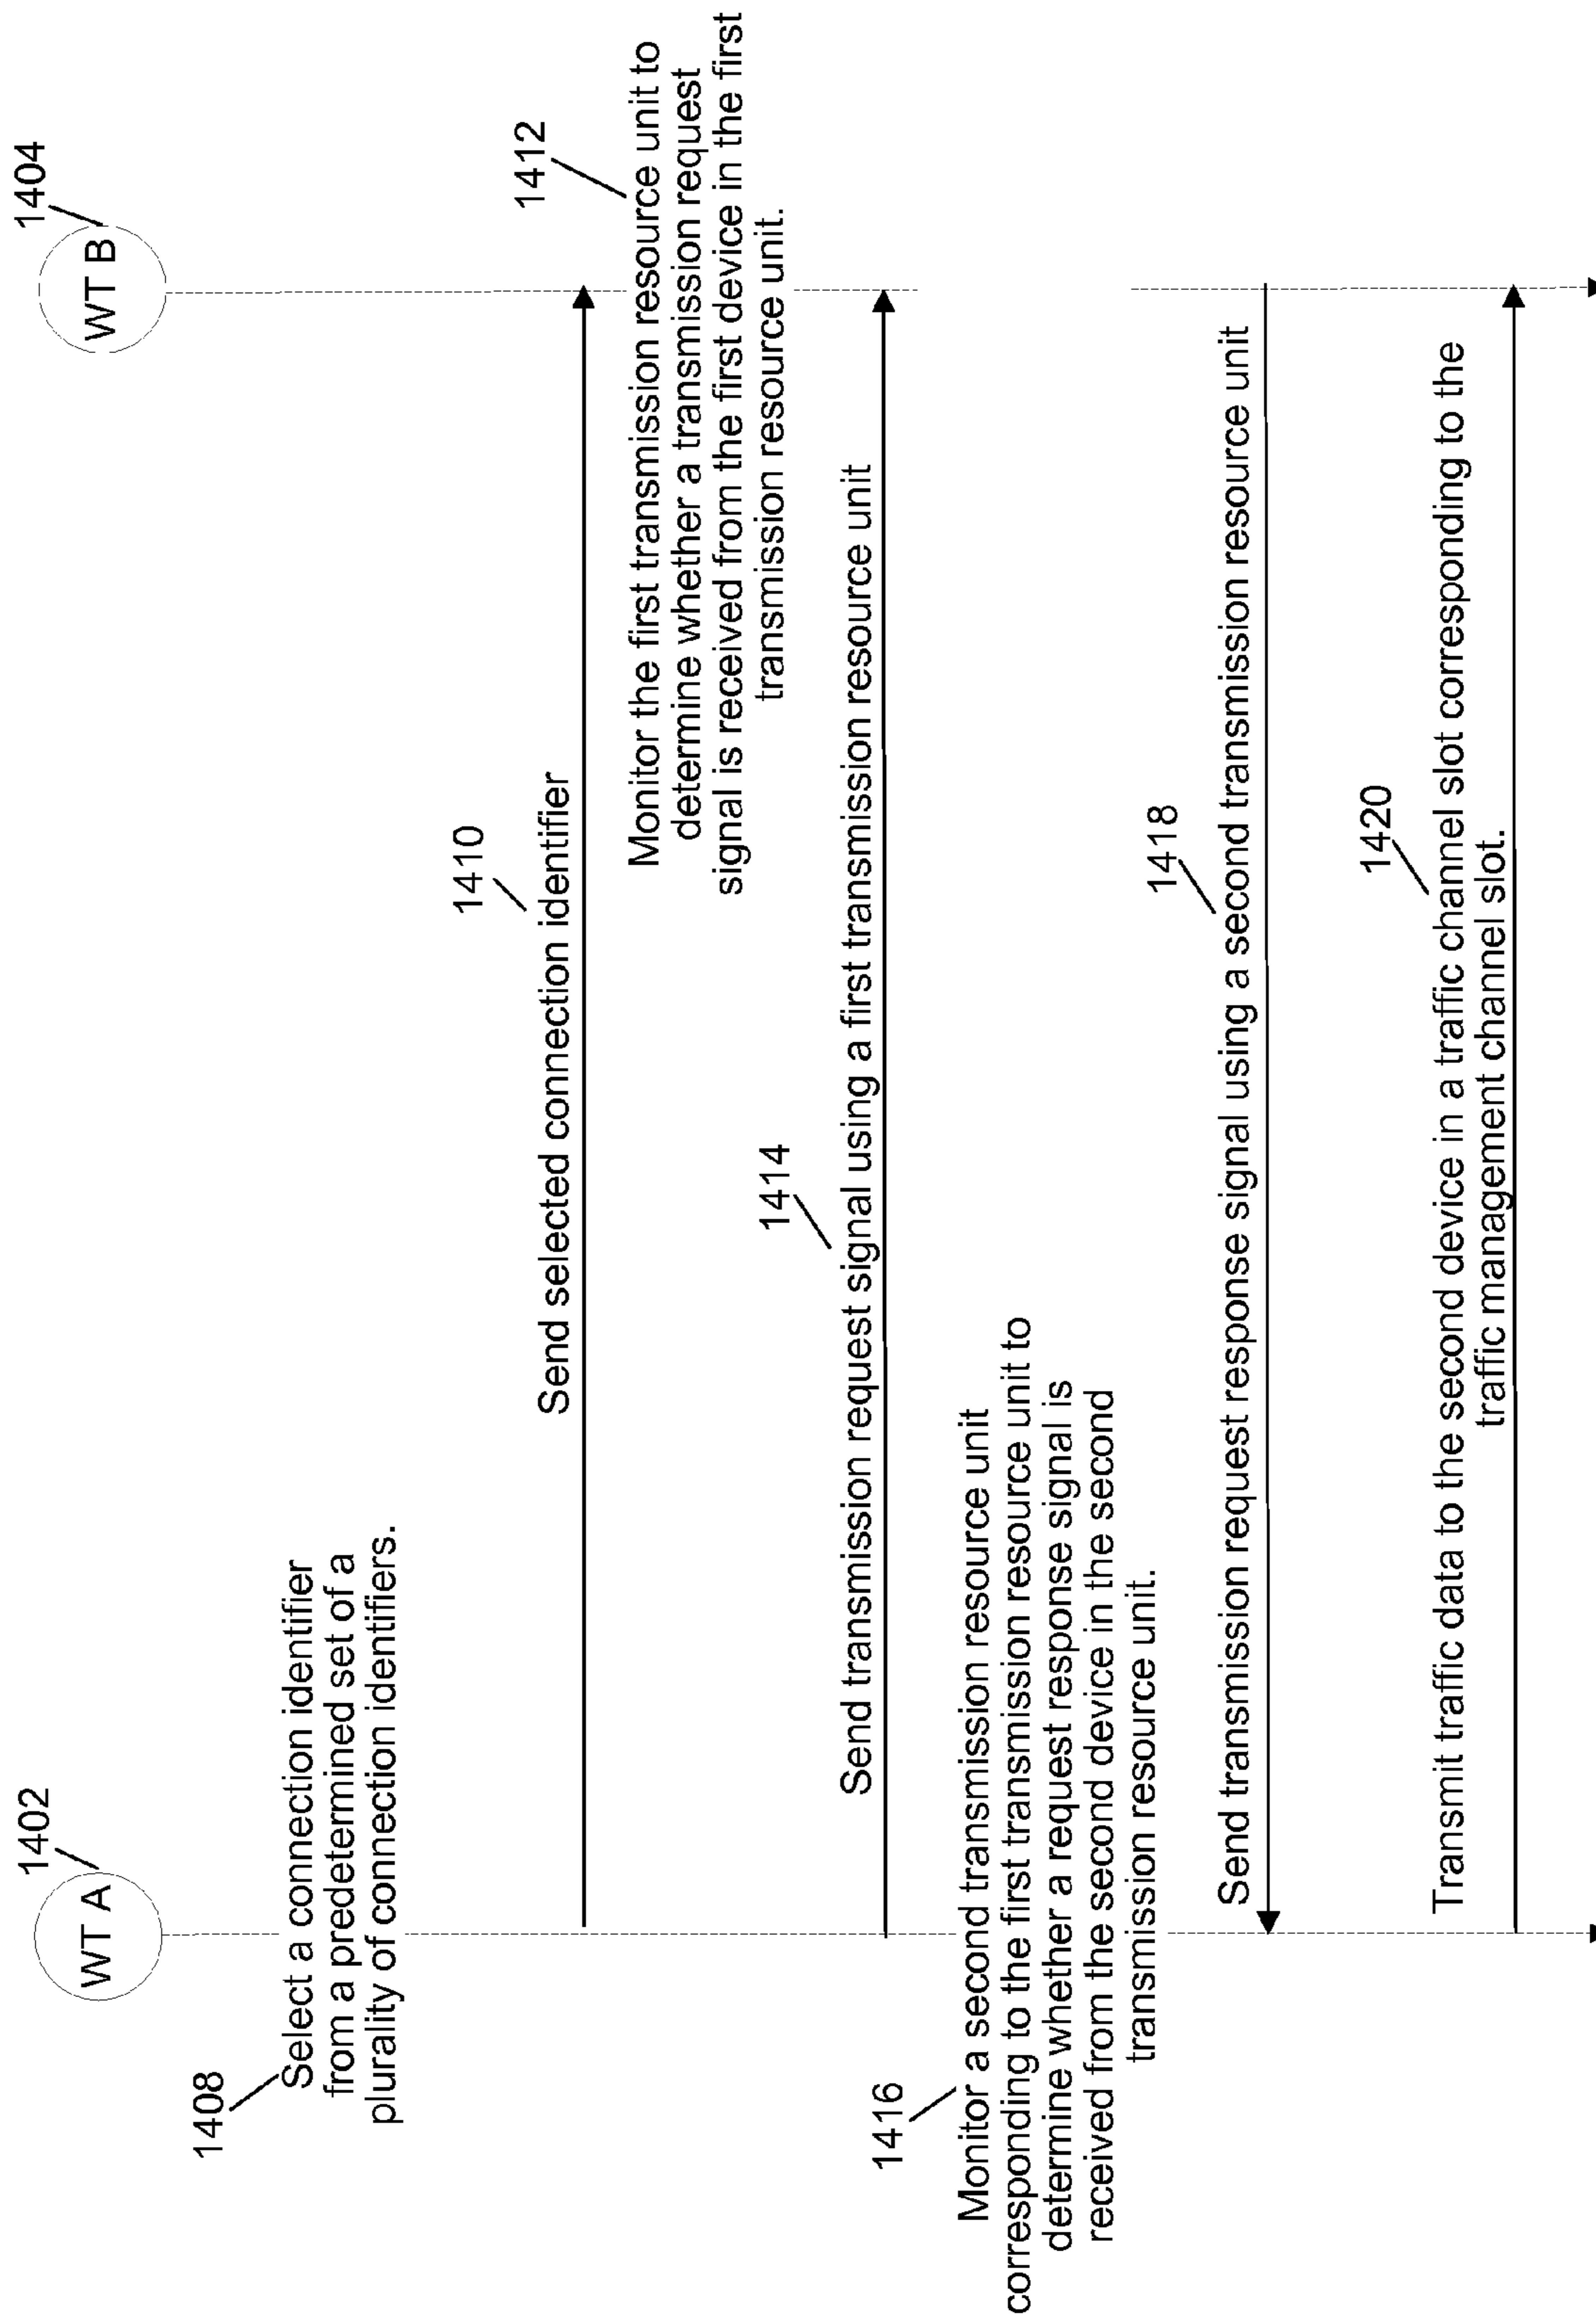 1402
WT A
1404
WT B
1408
Select a connection identifier
from a predetermined set of a
plurality of connection identifiers.
1410
Send selected connection identifier
1412
Monitor the first transmission resource unit to
determine whether a transmission request
signal is received from the first device in the first
transmission resource unit.
1414
Send transmission request signal using a first transmission resource unit
1416
Monitor a second transmission resource unit
corresponding to the first transmission resource unit to
determine whether a request response signal is
received from the second device in the second
transmission resource unit.
1418
Send transmission request response signal using a second transmission resource unit
1420
Transmit traffic data to the second device in a traffic channel slot corresponding to the
traffic management channel slot.